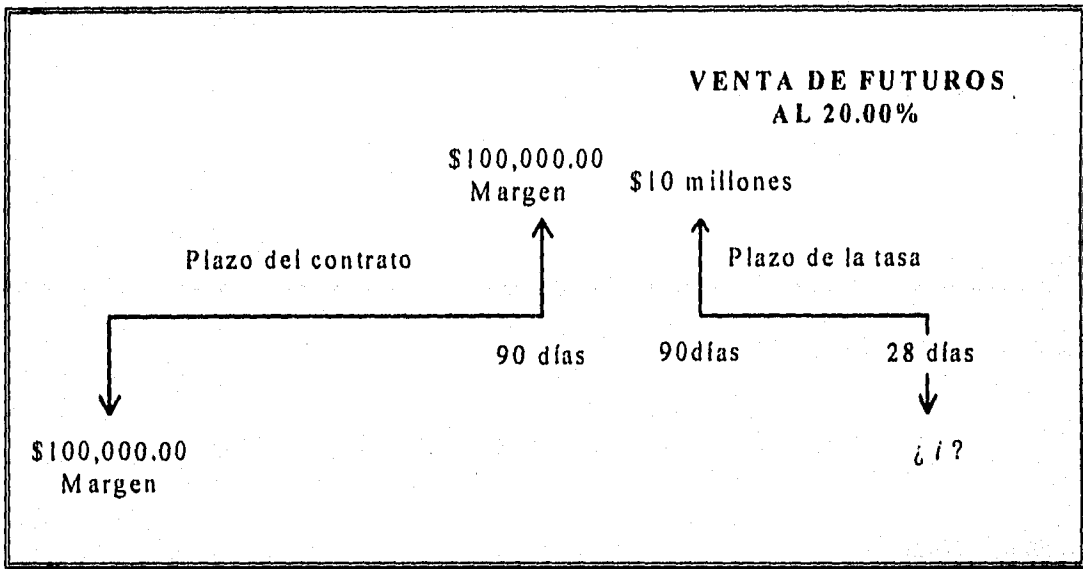 VENTA DE FUTUROS
AL 20.00%
$100,000.00
Margen
$10 millones
Plazo del contrato
Plazo de la tasa
90 días
90días
28 días
$100,000.00
Margen
¿ i ?